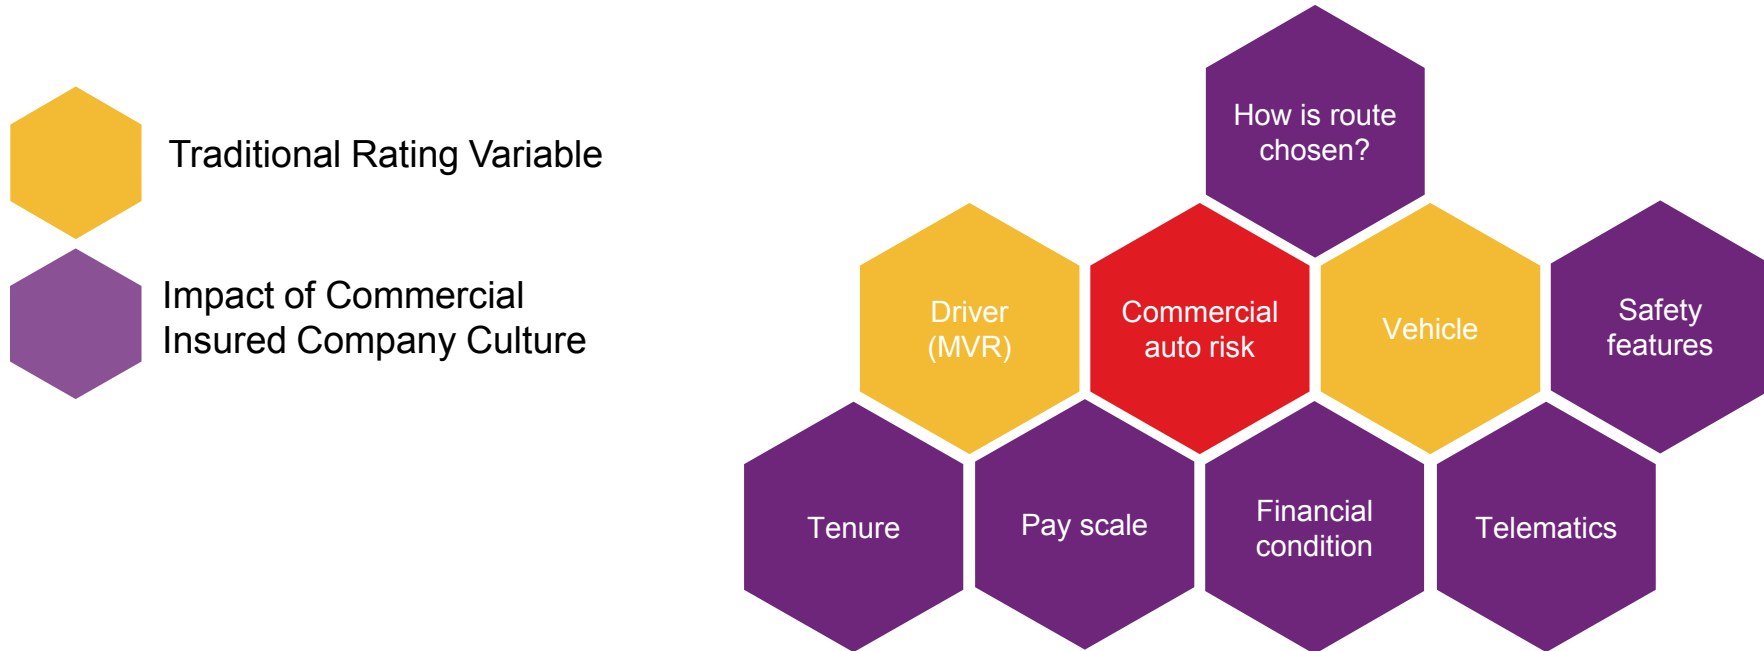 Traditional Rating Variable
Impact of Commercial
Insured Company Culture
How is route
chosen?
Driver
(MVR)
Commercial
auto risk
Vehicle
Safety
features
Tenure
Pay scale
Financial
condition
Telematics